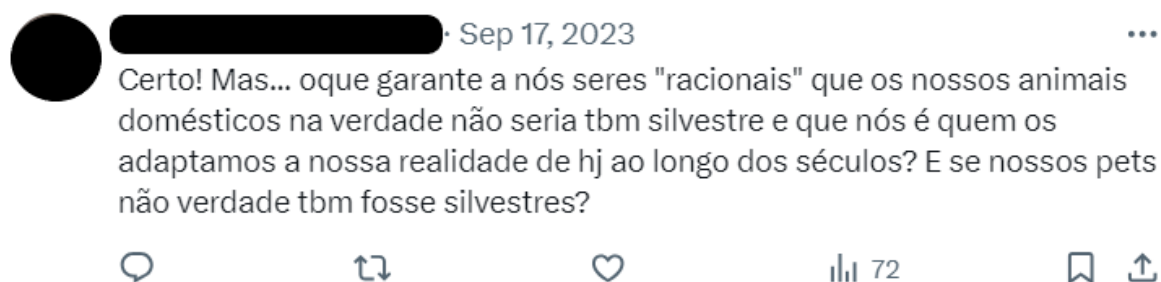 · Sep 17, 2023
Certo! Mas... oque garante a nós seres "racionais" que os nossos animais
domésticos na verdade não seria tbm silvestre e que nós é quem os
adaptamos a nossa realidade de hj ao longo dos séculos? E se nossos pets
não verdade tbm fosse silvestres?
72